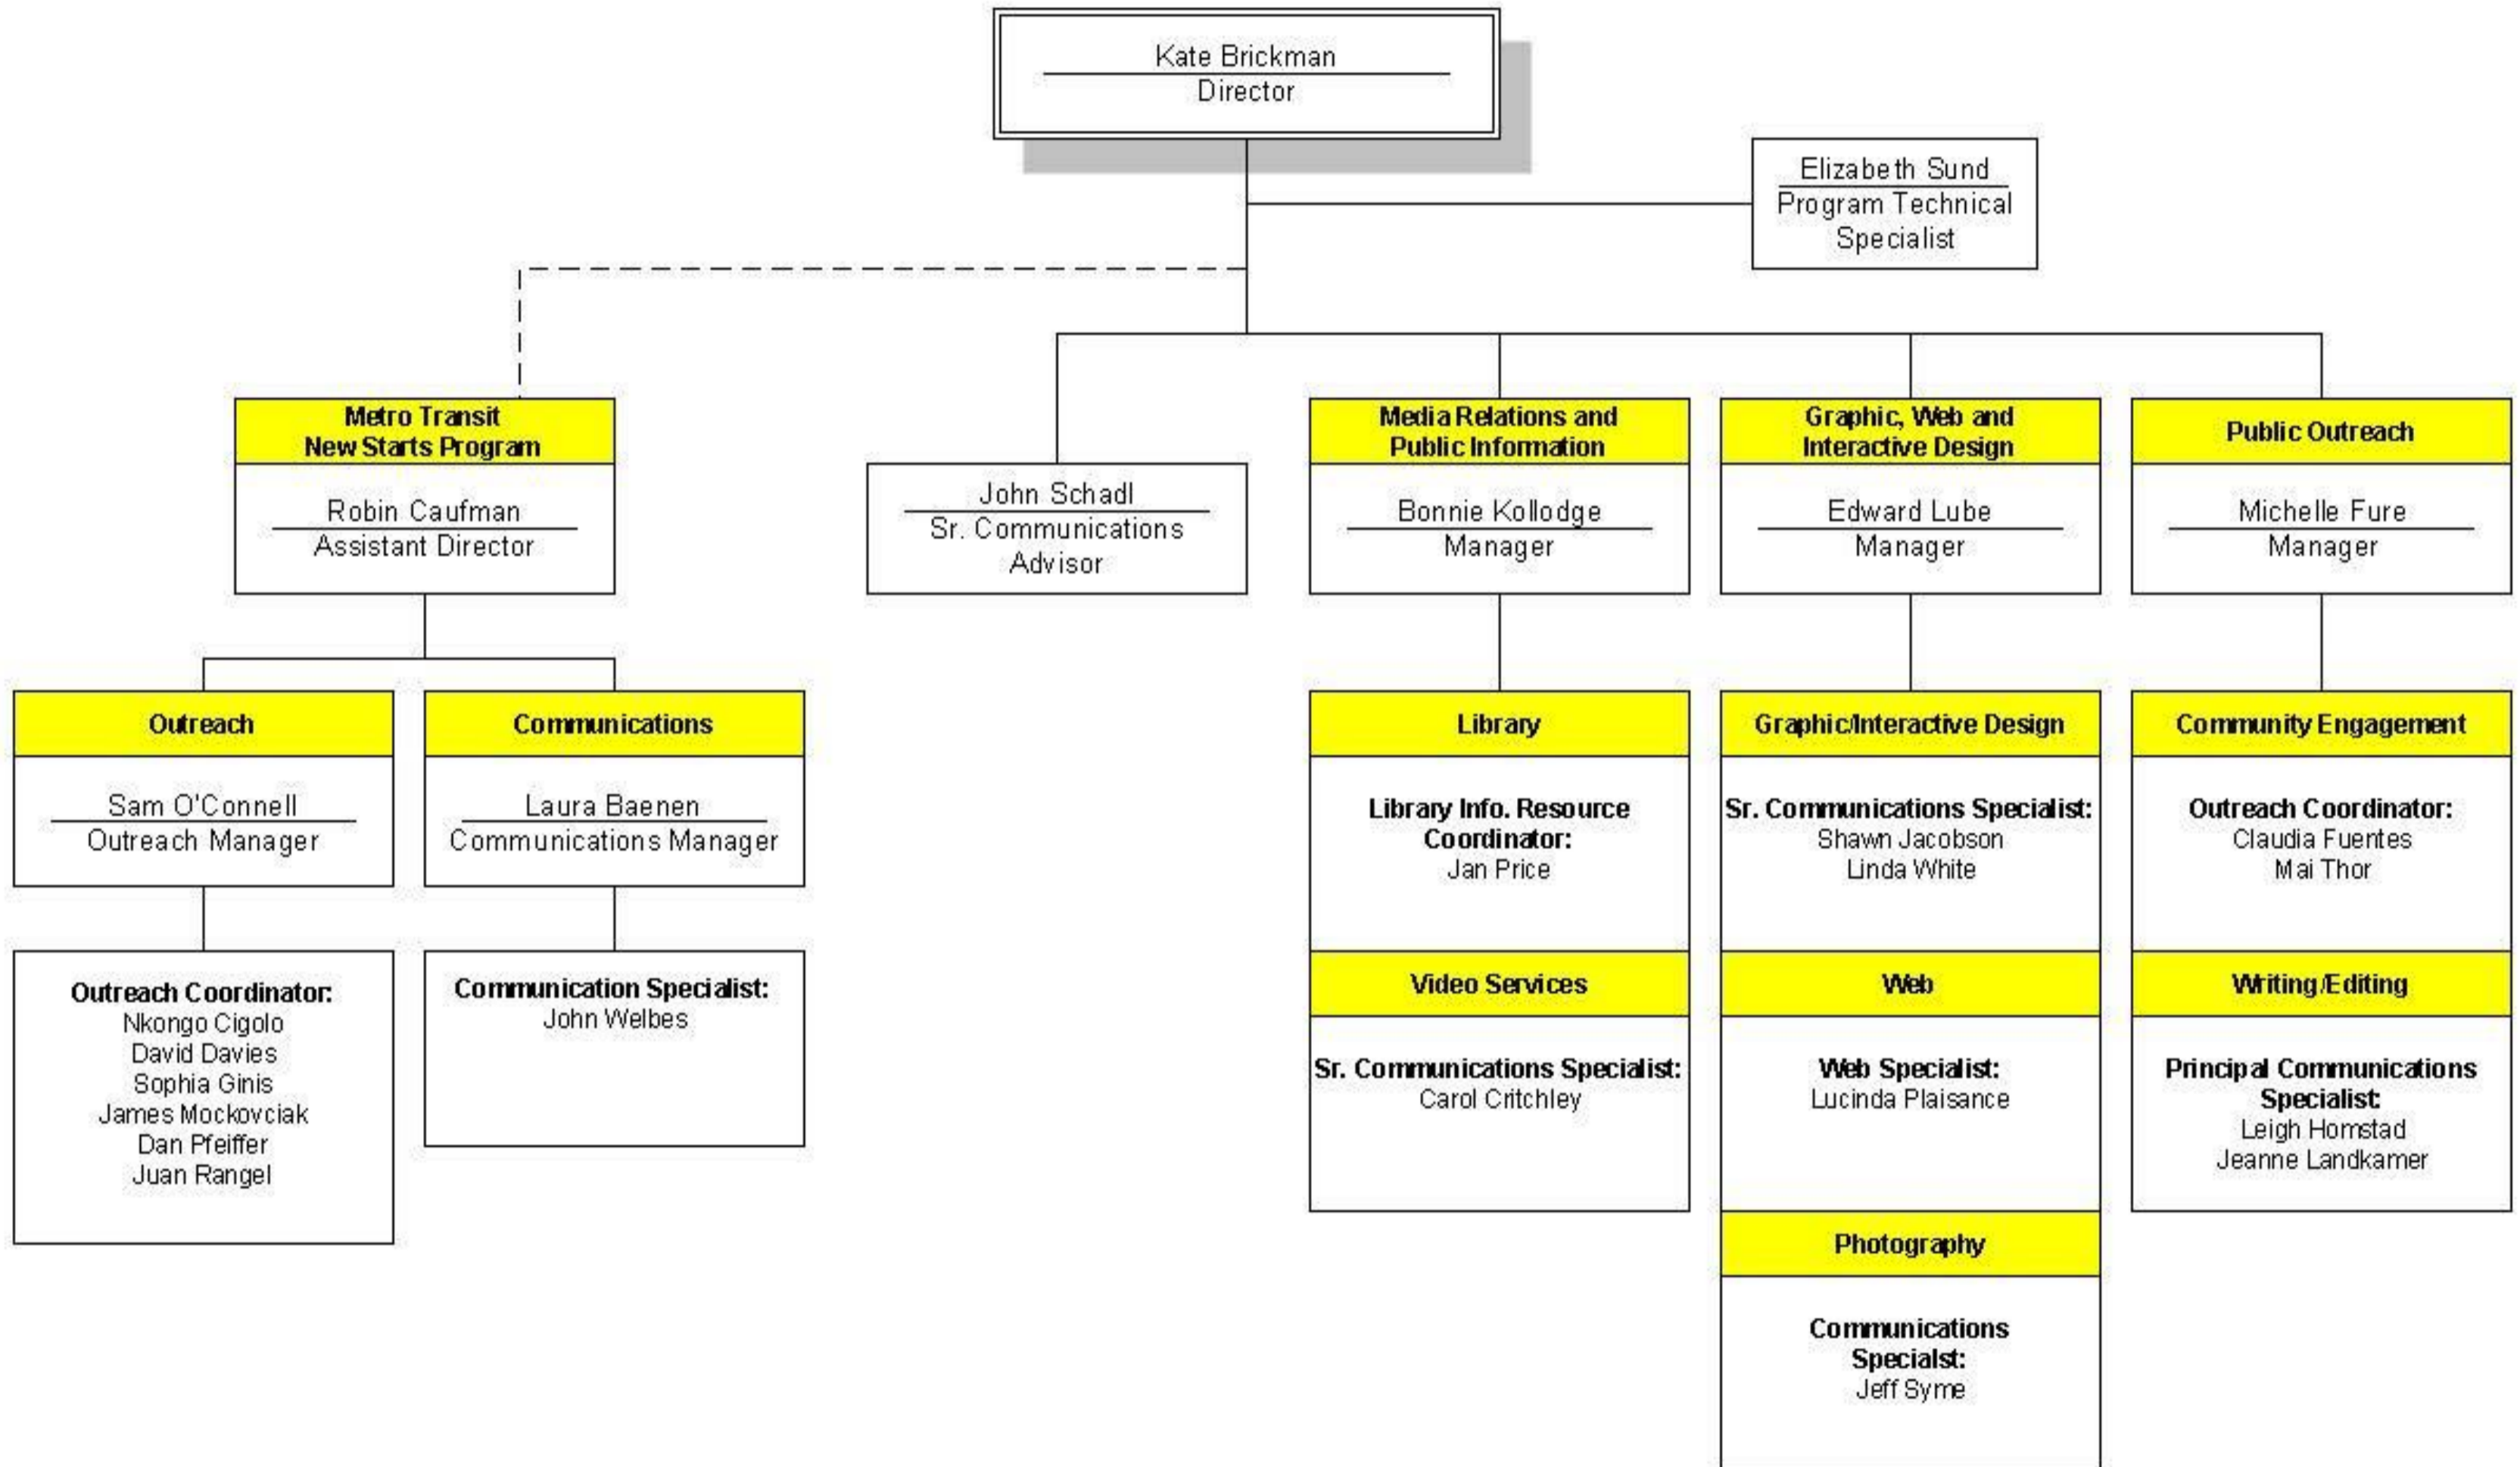 Kate Brickman
Director
Elizabeth Sund
Program Technical
Specialist
Metro Transit
New Starts Program
Robin Caufman
Assistant Director
John Schadl
Sr. Communications
Advisor
Media Relations and
Public Information
Bonnie Kollodge
Manager
Graphic, Web and
Interactive Design
Edward Lube
Manager
Public Outreach
Michelle Fure
Manager
Outreach
Sam O'Connell
Outreach Manager
Outreach Coordinator:
Nkongo Cigolo
David Davies
Sophia Ginis
James Mockovciak
Dan Pfeiffer
Juan Rangel
Communications
Laura Baenen
Communications Manager
Communication Specialist:
John Welbes
Library
Library Info. Resource
Coordinator:
Jan Price
Video Services
Sr. Communications Specialist:
Carol Critchley
Graphic/Interactive Design
Sr. Communications Specialist:
Shawn Jacobson
Linda White
Web
Web Specialist:
Lucinda Plaisance
Photography
Communications
Specialst:
Jeff Syme
Community Engagement
Outreach Coordinator:
Claudia Fuentes
Mai Thor
Writing/Editing
Principal Communications
Specialist:
Leigh Homstad
Jeanne Landkamer